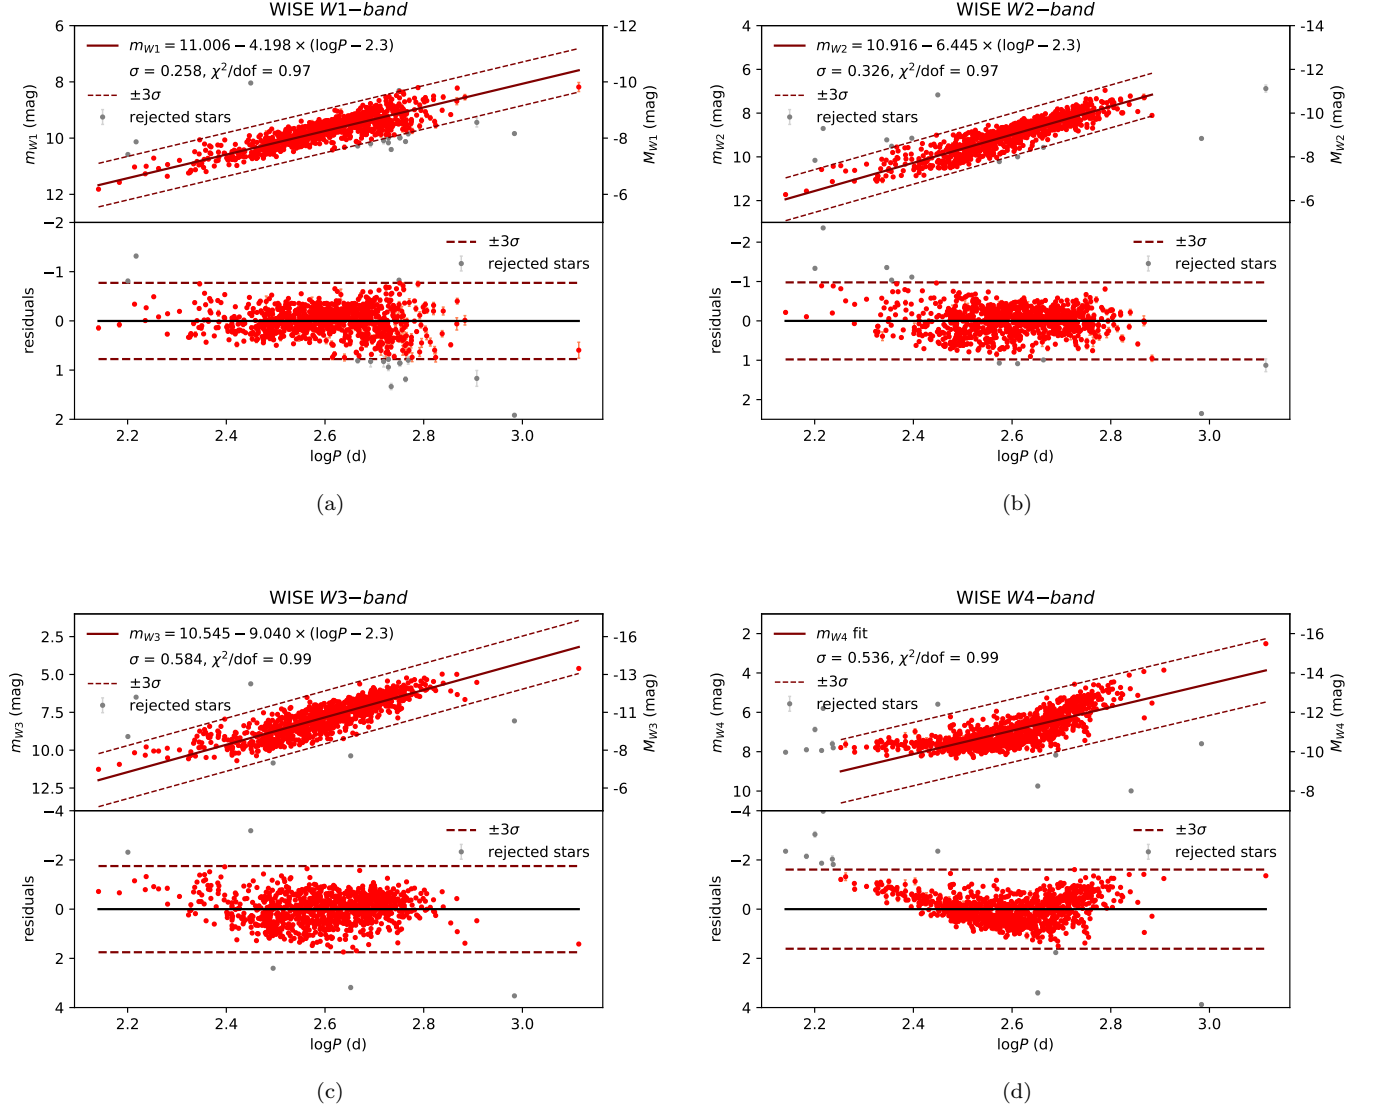 WISE W1−band
m_W1 = 11.006 − 4.198 × (logP − 2.3)
σ = 0.258, χ²/dof = 0.97
±3σ
rejected stars
6
8
10
12
m_W1 (mag)
-12
-10
-8
-6
M_W1 (mag)
±3σ
rejected stars
−2
−1
0
1
2
residuals
2.2 2.4 2.6 2.8 3.0
logP (d)
(a)
WISE W2−band
m_W2 = 10.916 − 6.445 × (logP − 2.3)
σ = 0.326, χ²/dof = 0.97
±3σ
rejected stars
4
6
8
10
12
m_W2 (mag)
-14
-12
-10
-8
-6
M_W2 (mag)
±3σ
rejected stars
−2
−1
0
1
2
residuals
2.2 2.4 2.6 2.8 3.0
logP (d)
(b)
WISE W3−band
m_W3 = 10.545 − 9.040 × (logP − 2.3)
σ = 0.584, χ²/dof = 0.99
±3σ
rejected stars
2.5
5.0
7.5
10.0
12.5
m_W3 (mag)
-16
-13
-11
-8
-6
M_W3 (mag)
±3σ
rejected stars
−4
−2
0
2
4
residuals
2.2 2.4 2.6 2.8 3.0
logP (d)
(c)
WISE W4−band
m_W4 fit
σ = 0.536, χ²/dof = 0.99
±3σ
rejected stars
2
4
6
8
10
m_W4 (mag)
-16
-14
-12
-10
-8
M_W4 (mag)
±3σ
rejected stars
−4
−2
0
2
4
residuals
2.2 2.4 2.6 2.8 3.0
logP (d)
(d)